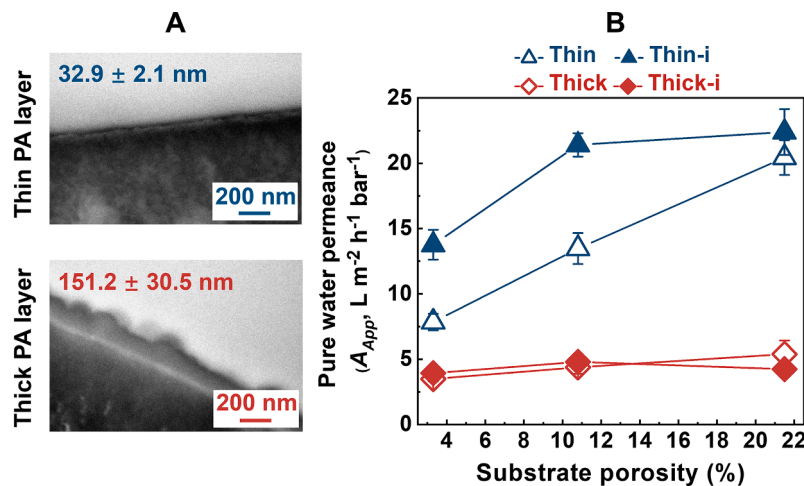 A
B
Thin PA layer
32.9 ± 2.1 nm
200 nm
Thick PA layer
151.2 ± 30.5 nm
200 nm
Thin
Thin-i
Thick
Thick-i
Pure water permeance
(A_App, L m⁻² h⁻¹ bar⁻¹)
25
20
15
10
5
0
4 6 8 10 12 14 16 18 20 22
Substrate porosity (%)